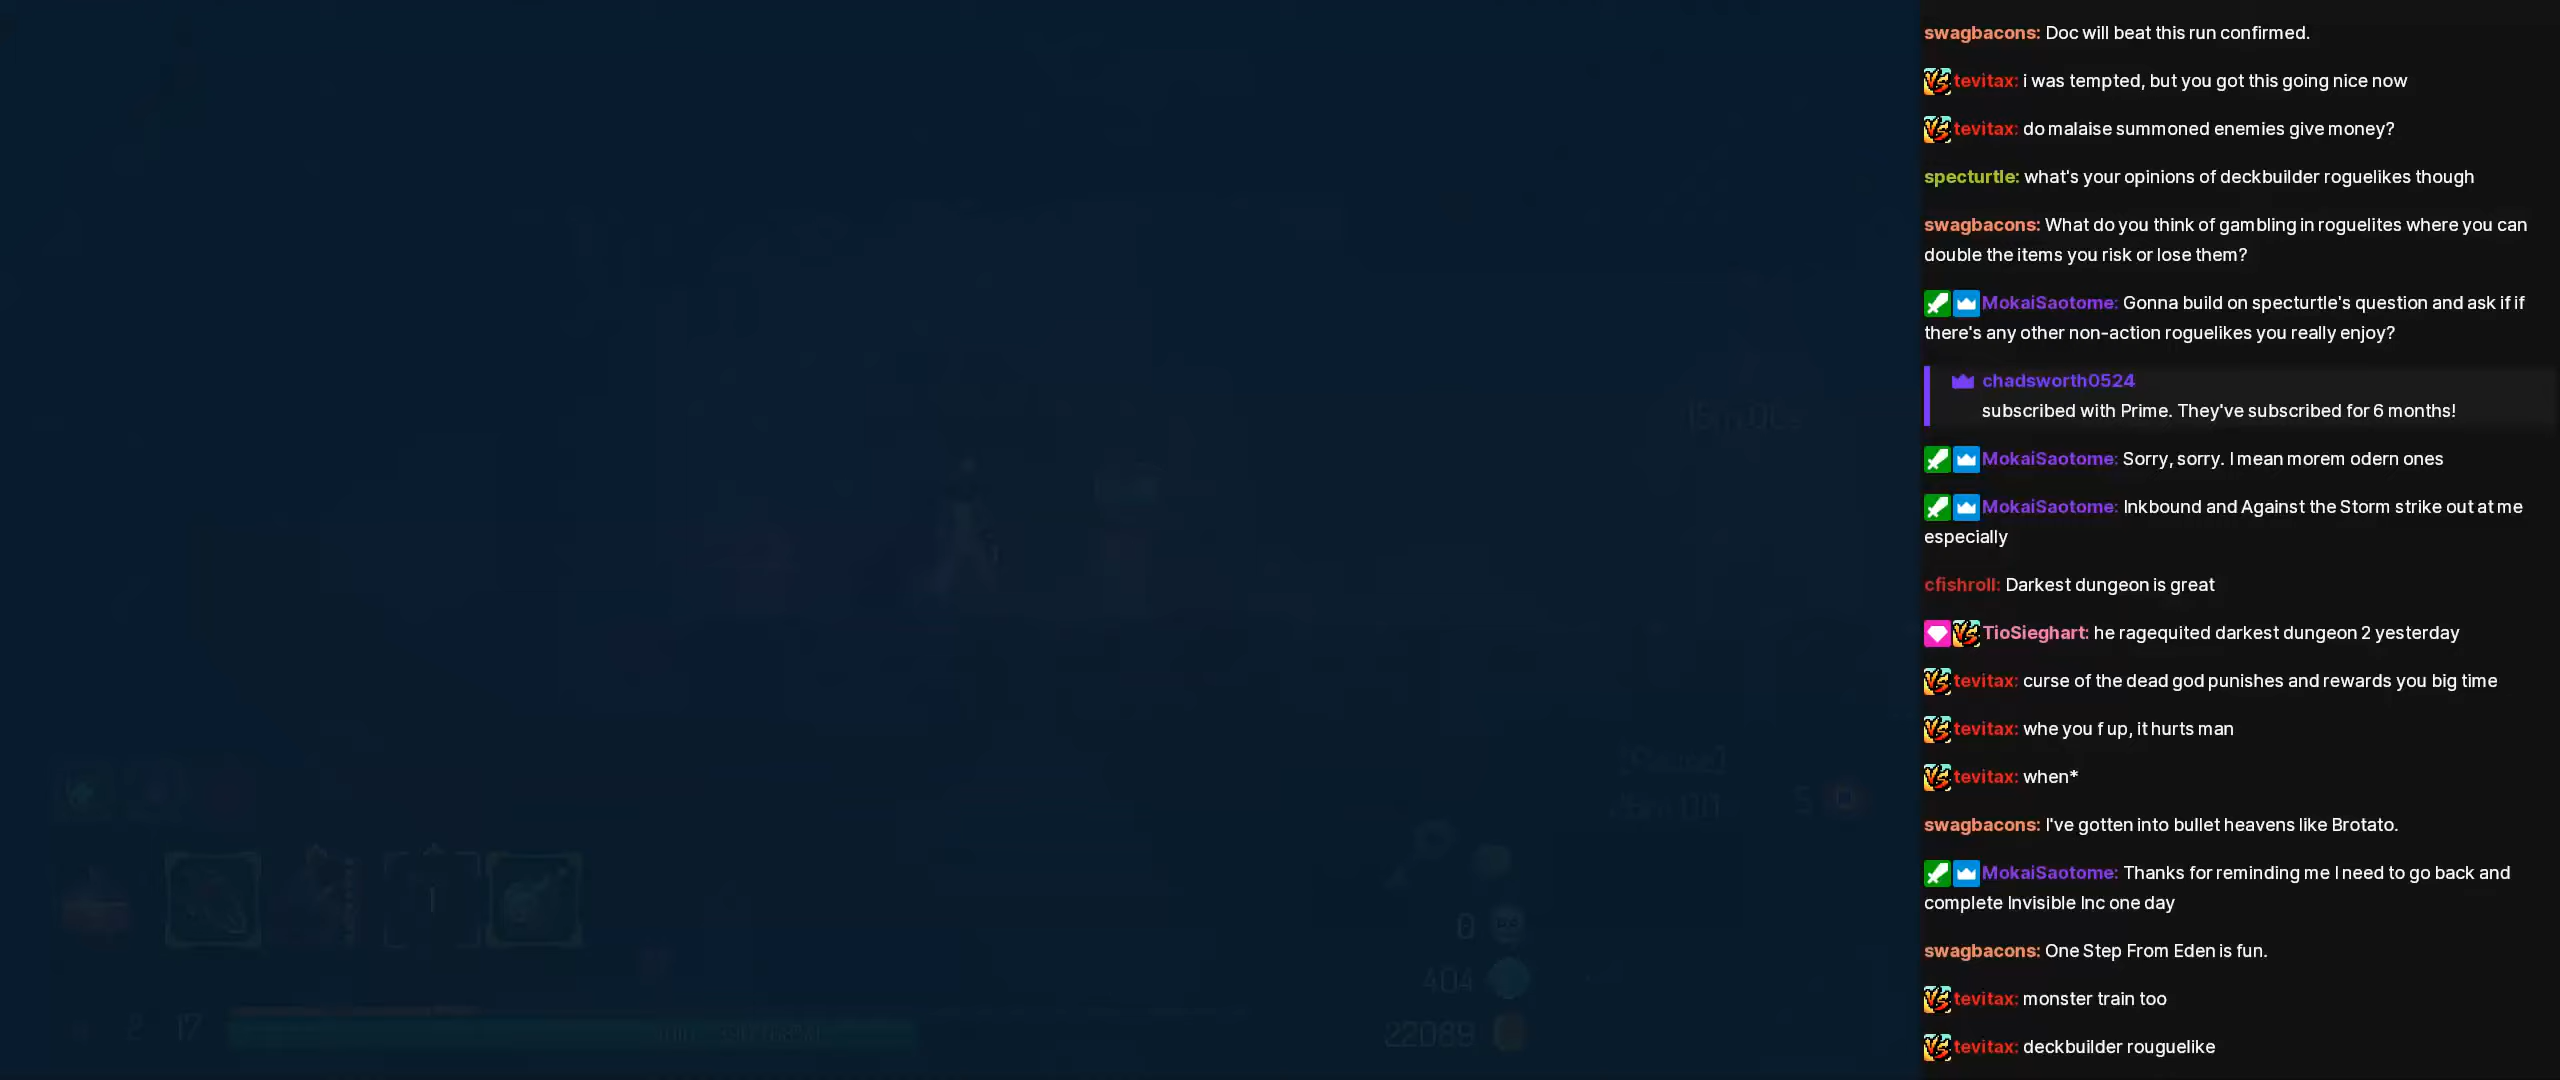 swagbacons: Doc will beat this run confirmed.
tevitax: i was tempted, but you got this going nice now
tevitax: do malaise summoned enemies give money?
specturtle: what's your opinions of deckbuilder roguelikes though
swagbacons: What do you think of gambling in roguelites where you can
double the items you risk or lose them?
MokaiSaotome: Gonna build on specturtle's question and ask if if
there's any other non-action roguelikes you really enjoy?
chadsworth0524
subscribed with Prime. They've subscribed for 6 months!
MokaiSaotome: Sorry, sorry. I mean morem odern ones
MokaiSaotome: Inkbound and Against the Storm strike out at me
especially
cfishroll: Darkest dungeon is great
TioSieghart: he ragequited darkest dungeon 2 yesterday
tevitax: curse of the dead god punishes and rewards you big time
tevitax: whe you f up, it hurts man
tevitax: when*
swagbacons: I've gotten into bullet heavens like Brotato.
MokaiSaotome: Thanks for reminding me I need to go back and
complete Invisible Inc one day
swagbacons: One Step From Eden is fun.
tevitax: monster train too
tevitax: deckbuilder rouguelike
5
1
0
404
22089
2 17